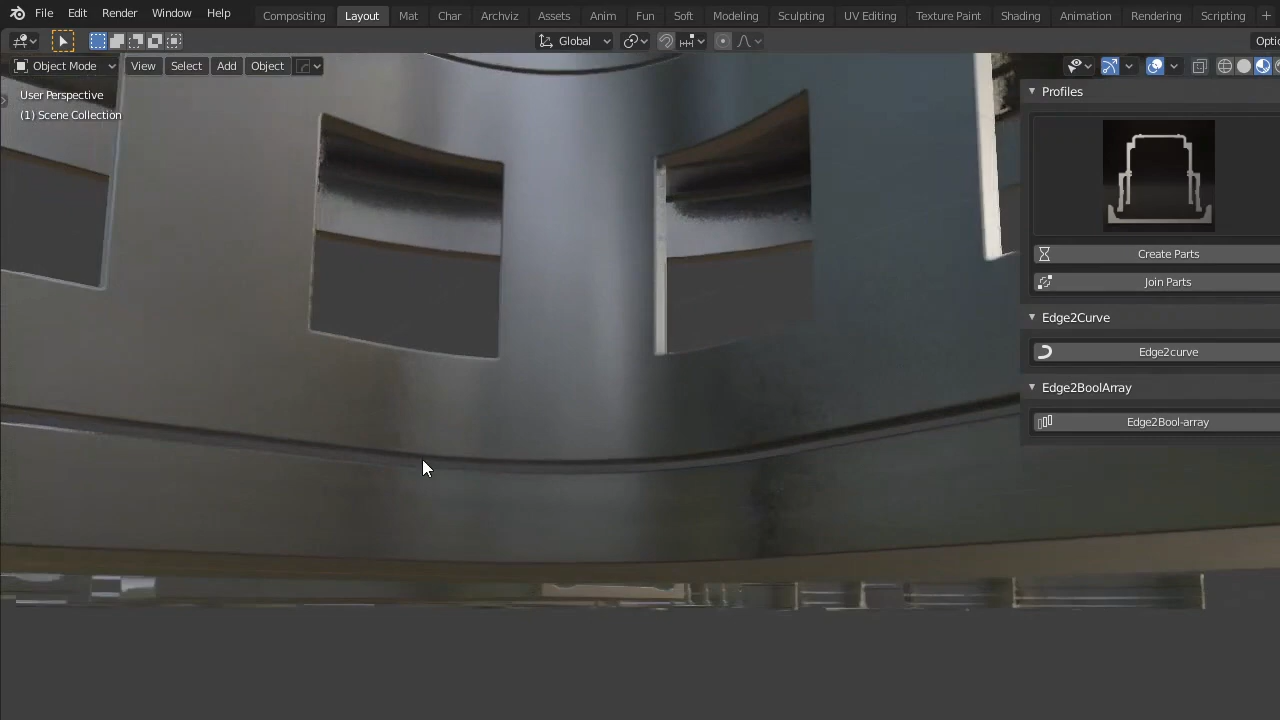 File Edit Render Window Help Compositing Layout Mat Char Archviz Assets Anim Fun Soft Modeling Sculpting UV Editing Texture Paint Shading Animation Rendering Scripting
Global Optic
Object Mode View Select Add Object
User Perspective
(1) Scene Collection
Profiles
Create Parts
Join Parts
Edge2Curve
Edge2curve
Edge2BoolArray
Edge2Bool-array